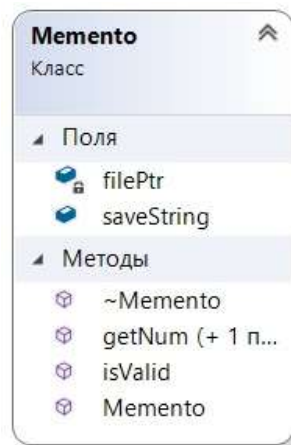 Memento
Класс
Поля
filePtr
saveString
Методы
~Memento
getNum (+ 1 п...
isValid
Memento